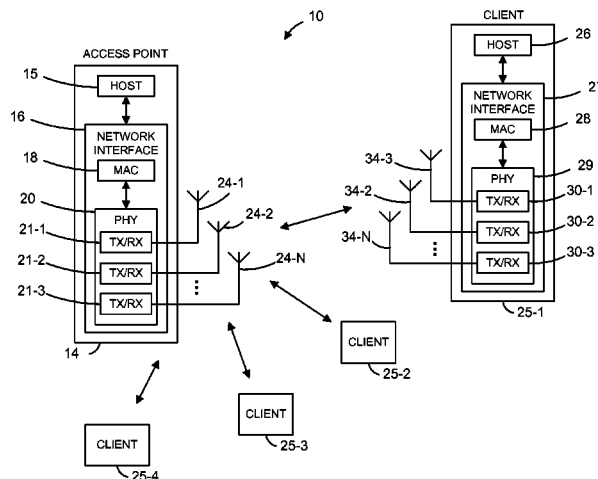 10
ACCESS POINT
15
HOST
16
NETWORK
INTERFACE
18
MAC
20
PHY
21-1
TX/RX
21-2
TX/RX
21-3
TX/RX
14
24-1
24-2
24-N
CLIENT
HOST
26
27
NETWORK
INTERFACE
MAC
28
29
PHY
34-3
TX/RX
30-1
34-2
TX/RX
30-2
34-N
TX/RX
30-3
25-1
CLIENT
25-2
CLIENT
25-3
CLIENT
25-4